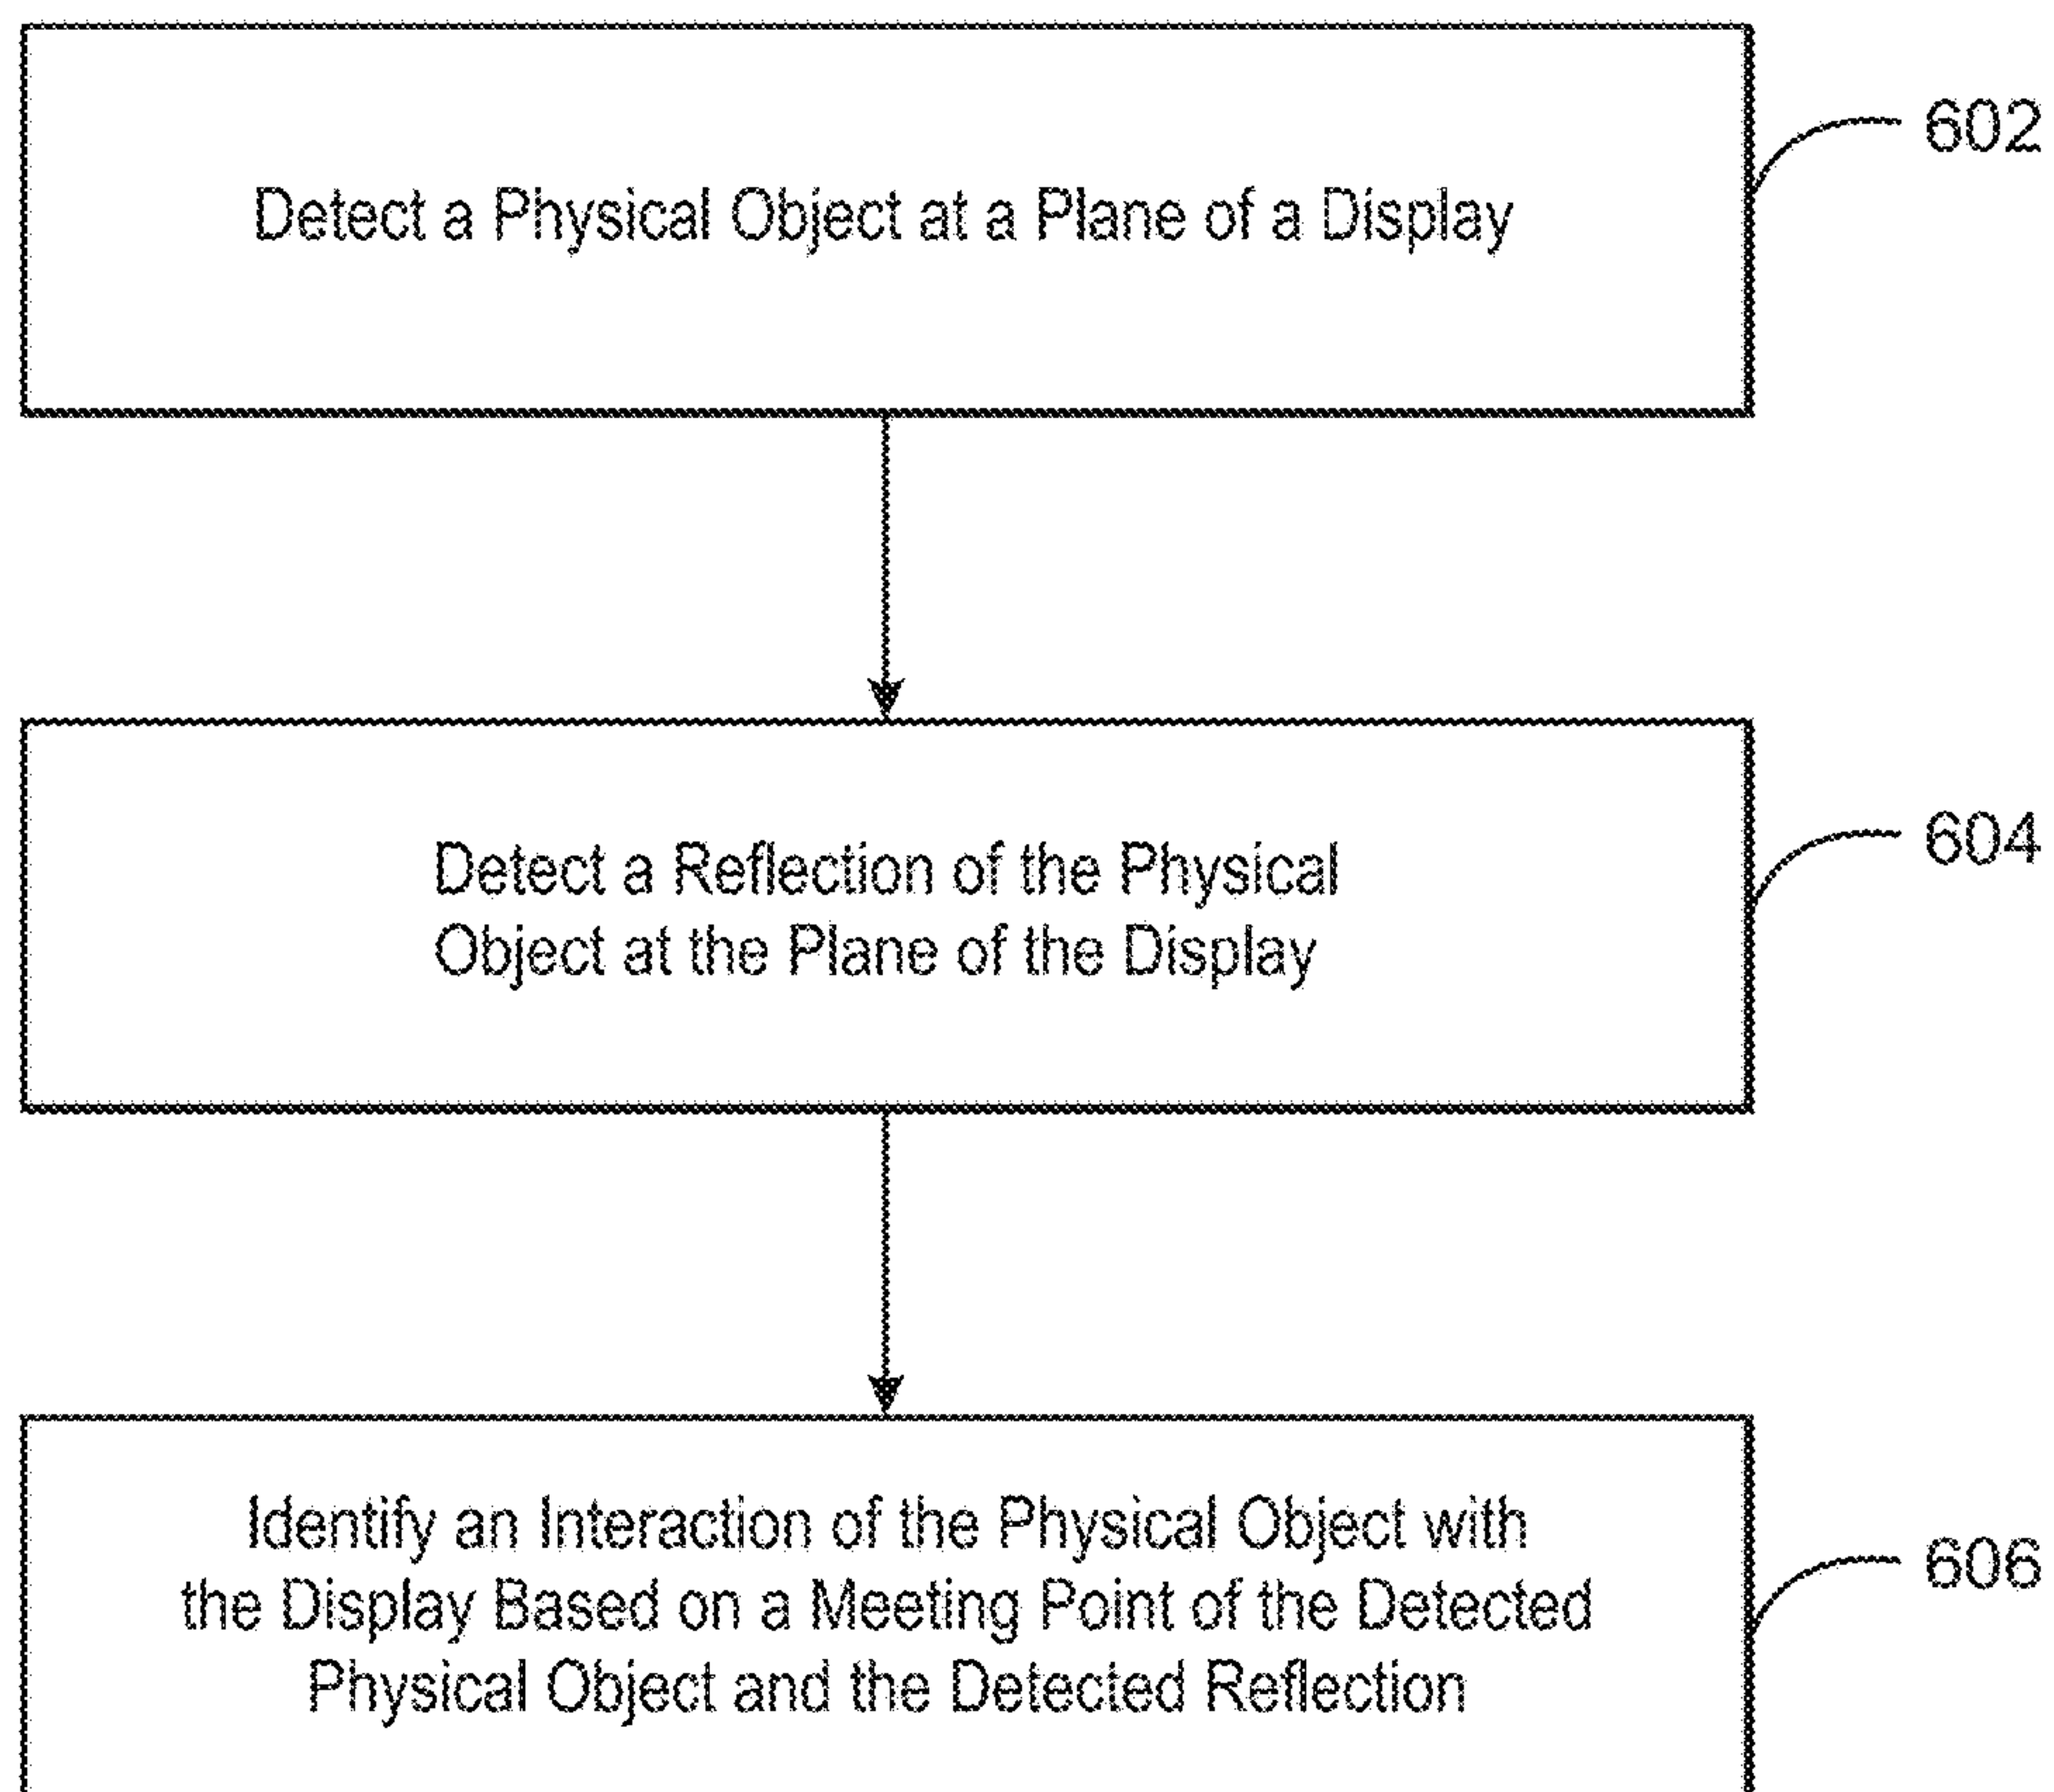 Detect a Physical Object at a Plane of a Display
602
Detect a Reflection of the Physical
Object at the Plane of the Display
604
Identify an Interaction of the Physical Object with
the Display Based on a Meeting Point of the Detected
Physical Object and the Detected Reflection
606